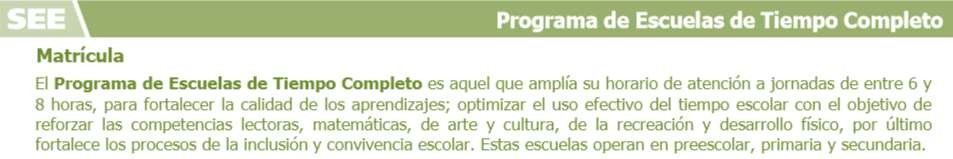 SEE
Programa de Escuelas de Tiempo Completo
Matrícula
El Programa de Escuelas de Tiempo Completo es aquel que amplía su horario de atención a jornadas de entre 6 y
8 horas, para fortalecer la calidad de los aprendizajes; optimizar el uso efectivo del tiempo escolar con el objetivo de
reforzar las competencias lectoras, matemáticas, de arte y cultura, de la recreación y desarrollo físico, por último
fortalece los procesos de la inclusión y convivencia escolar. Estas escuelas operan en preescolar, primaria y secundaria.